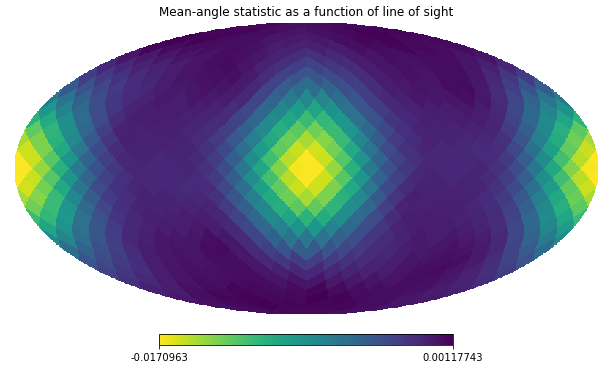 Mean-angle statistic as a function of line of sight
-0.0170963 0.00117743